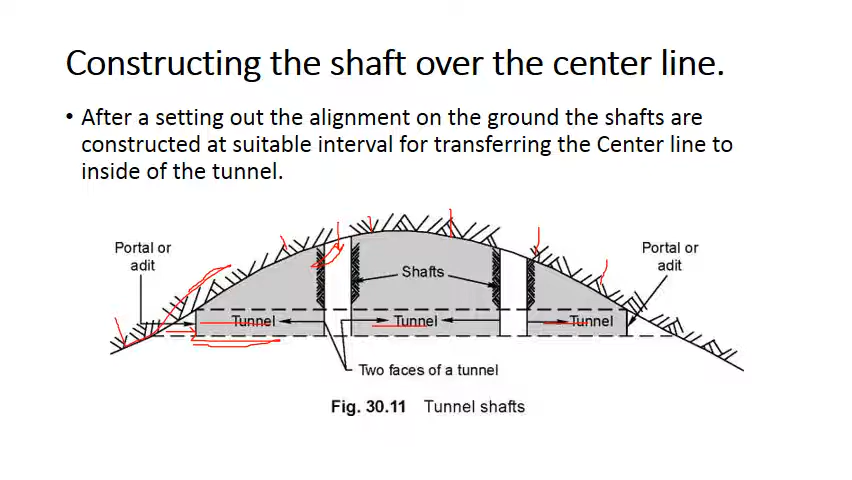 Constructing the shaft over the center line.
• After a setting out the alignment on the ground the shafts are
constructed at suitable interval for transferring the Center line to
inside of the tunnel.
Portal or
adit
Shafts
Portal or
adit
Tunnel
Tunnel
Tunnel
Two faces of a tunnel
Fig. 30.11 Tunnel shafts